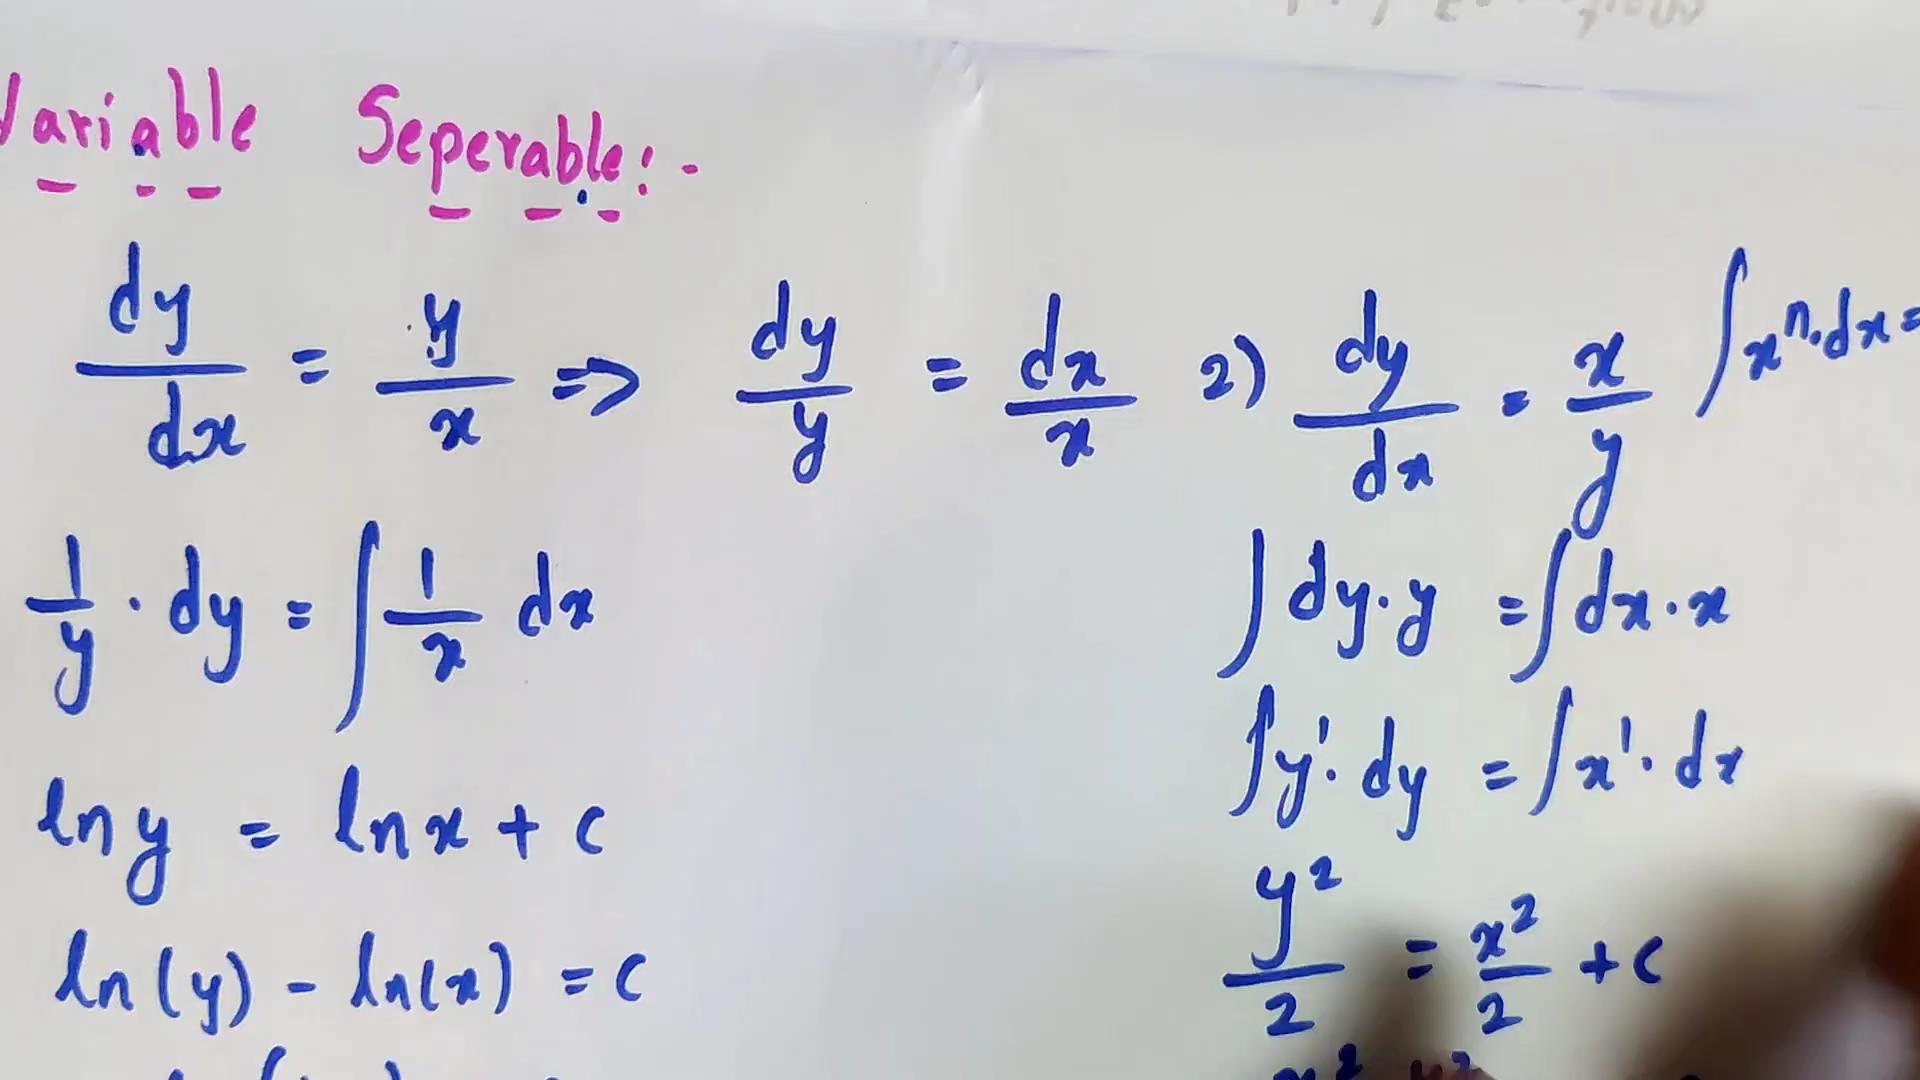 Variable Seperable:-
dy/dx = y/x => dy/y = dx/x
1/y · dy = ∫ 1/x dx
ln y = ln x + c
ln(y) - ln(x) = c
2) dy/dx = x/y ∫xⁿ·dx=
∫dy·y = ∫dx·x
∫y¹·dy = ∫x¹·dx
y²/2 = x²/2 + c